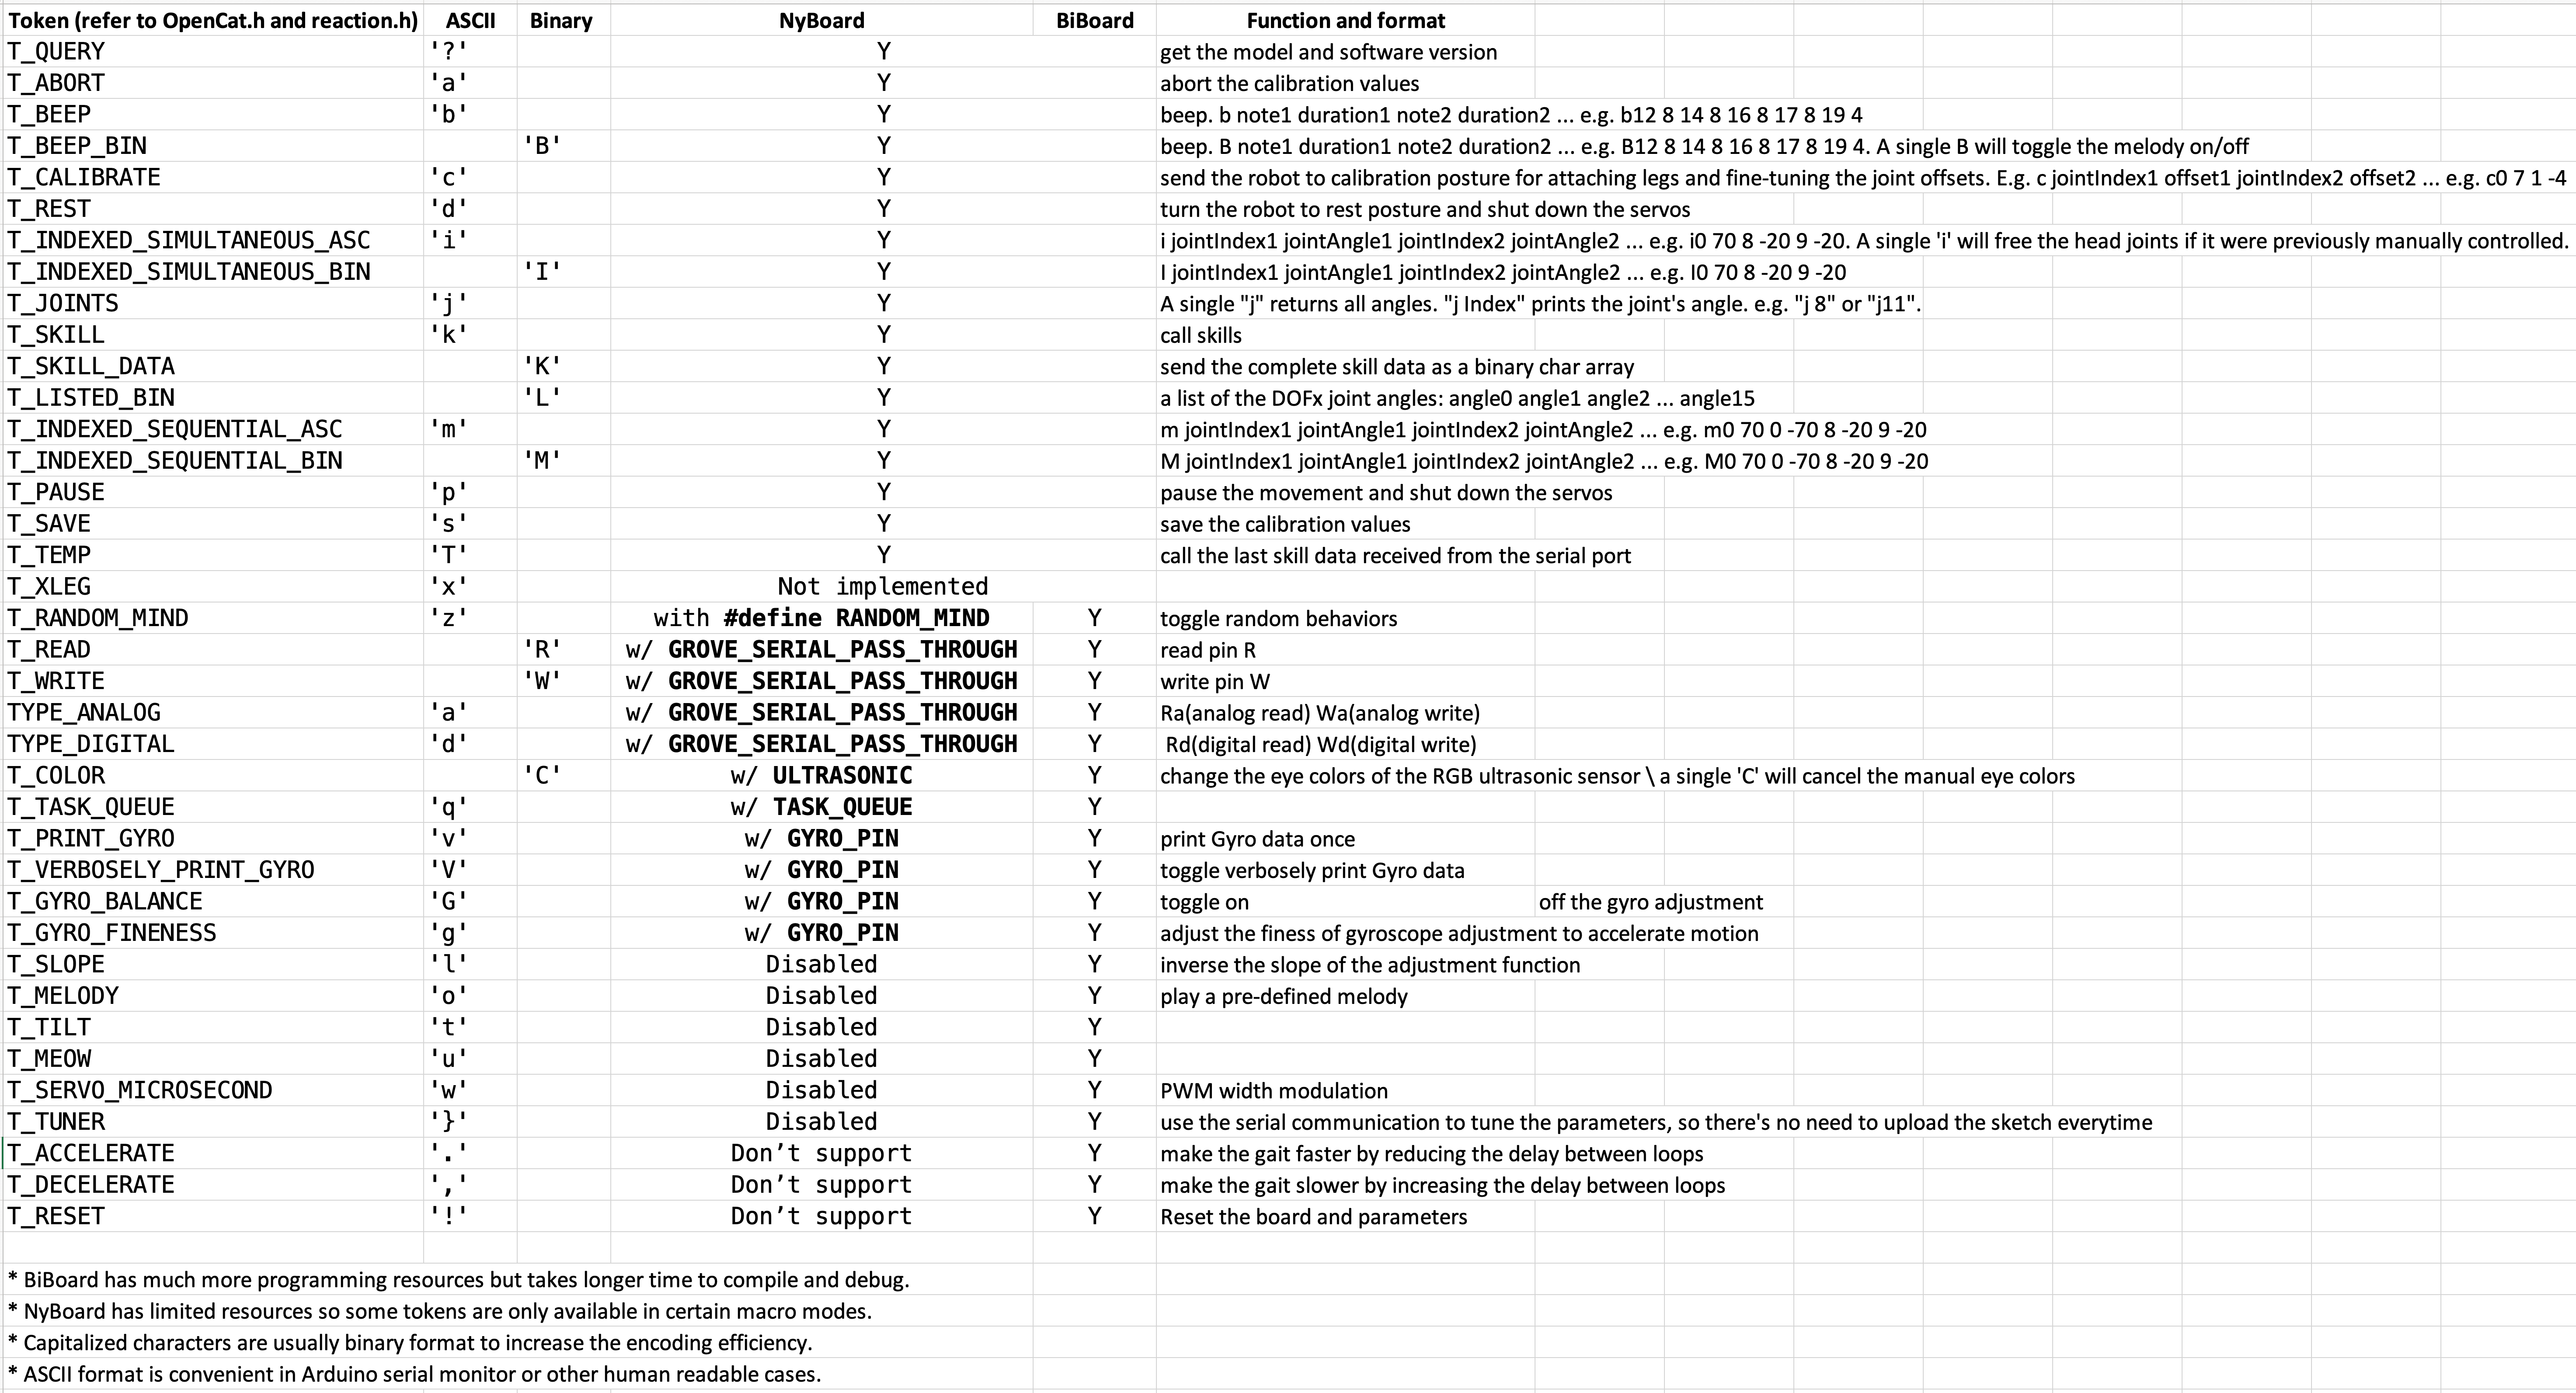 Token (refer to OpenCat.h and reaction.h) ASCII Binary NyBoard BiBoard Function and format
T_QUERY '?' Y get the model and software version
T_ABORT 'a' Y abort the calibration values
T_BEEP 'b' Y beep. b note1 duration1 note2 duration2 ... e.g. b12 8 14 8 16 8 17 8 19 4
T_BEEP_BIN 'B' Y beep. B note1 duration1 note2 duration2 ... e.g. B12 8 14 8 16 8 17 8 19 4. A single B will toggle the melody on/off
T_CALIBRATE 'c' Y send the robot to calibration posture for attaching legs and fine-tuning the joint offsets. E.g. c jointIndex1 offset1 jointIndex2 offset2 ... e.g. c0 7 1 -4
T_REST 'd' Y turn the robot to rest posture and shut down the servos
T_INDEXED_SIMULTANEOUS_ASC 'i' Y i jointIndex1 jointAngle1 jointIndex2 jointAngle2 ... e.g. i0 70 8 -20 9 -20. A single 'i' will free the head joints if it were previously manually controlled.
T_INDEXED_SIMULTANEOUS_BIN 'I' Y I jointIndex1 jointAngle1 jointIndex2 jointAngle2 ... e.g. I0 70 8 -20 9 -20
T_JOINTS 'j' Y A single "j" returns all angles. "j Index" prints the joint's angle. e.g. "j 8" or "j11".
T_SKILL 'k' Y call skills
T_SKILL_DATA 'K' Y send the complete skill data as a binary char array
T_LISTED_BIN 'L' Y a list of the DOFx joint angles: angle0 angle1 angle2 ... angle15
T_INDEXED_SEQUENTIAL_ASC 'm' Y m jointIndex1 jointAngle1 jointIndex2 jointAngle2 ... e.g. m0 70 0 -70 8 -20 9 -20
T_INDEXED_SEQUENTIAL_BIN 'M' Y M jointIndex1 jointAngle1 jointIndex2 jointAngle2 ... e.g. M0 70 0 -70 8 -20 9 -20
T_PAUSE 'p' Y pause the movement and shut down the servos
T_SAVE 's' Y save the calibration values
T_TEMP 'T' Y call the last skill data received from the serial port
T_XLEG 'x' Not implemented
T_RANDOM_MIND 'z' with #define RANDOM_MIND Y toggle random behaviors
T_READ 'R' w/ GROVE_SERIAL_PASS_THROUGH Y read pin R
T_WRITE 'W' w/ GROVE_SERIAL_PASS_THROUGH Y write pin W
TYPE_ANALOG 'a' w/ GROVE_SERIAL_PASS_THROUGH Y Ra(analog read) Wa(analog write)
TYPE_DIGITAL 'd' w/ GROVE_SERIAL_PASS_THROUGH Y Rd(digital read) Wd(digital write)
T_COLOR 'C' w/ ULTRASONIC Y change the eye colors of the RGB ultrasonic sensor \ a single 'C' will cancel the manual eye colors
T_TASK_QUEUE 'q' w/ TASK_QUEUE Y
T_PRINT_GYRO 'v' w/ GYRO_PIN Y print Gyro data once
T_VERBOSELY_PRINT_GYRO 'V' w/ GYRO_PIN Y toggle verbosely print Gyro data
T_GYRO_BALANCE 'G' w/ GYRO_PIN Y toggle on off the gyro adjustment
T_GYRO_FINENESS 'g' w/ GYRO_PIN Y adjust the finess of gyroscope adjustment to accelerate motion
T_SLOPE 'l' Disabled Y inverse the slope of the adjustment function
T_MELODY 'o' Disabled Y play a pre-defined melody
T_TILT 't' Disabled Y
T_MEOW 'u' Disabled Y
T_SERVO_MICROSECOND 'w' Disabled Y PWM width modulation
T_TUNER '}' Disabled Y use the serial communication to tune the parameters, so there's no need to upload the sketch everytime
T_ACCELERATE '.' Don’t support Y make the gait faster by reducing the delay between loops
T_DECELERATE ',' Don’t support Y make the gait slower by increasing the delay between loops
T_RESET '!' Don’t support Y Reset the board and parameters
* BiBoard has much more programming resources but takes longer time to compile and debug.
* NyBoard has limited resources so some tokens are only available in certain macro modes.
* Capitalized characters are usually binary format to increase the encoding efficiency.
* ASCII format is convenient in Arduino serial monitor or other human readable cases.